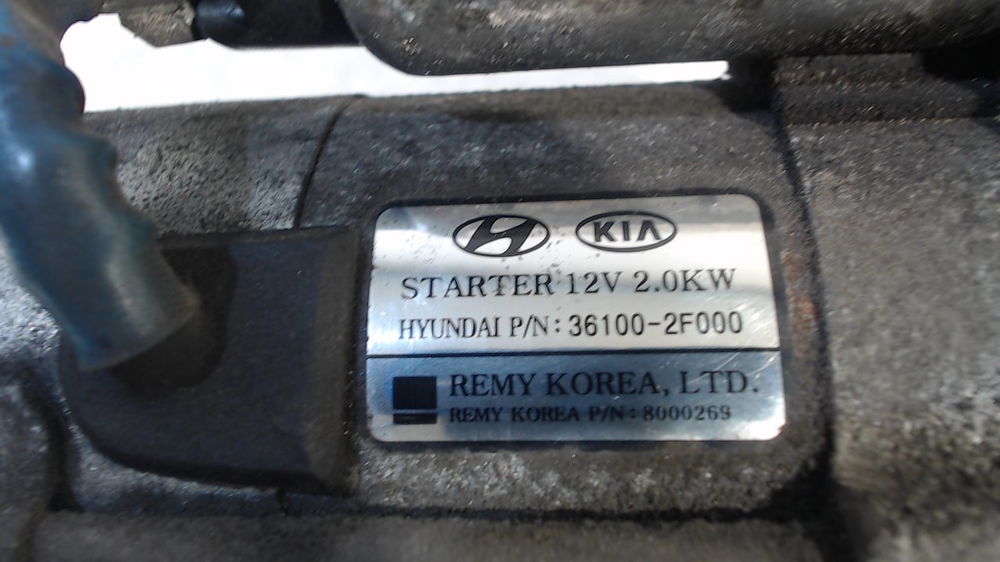 KIA
STARTER 12V 2.0KW
HYUNDAI P/N: 36100-2F000
REMY KOREA, LTD.
REMY KOREA P/N: 8000269